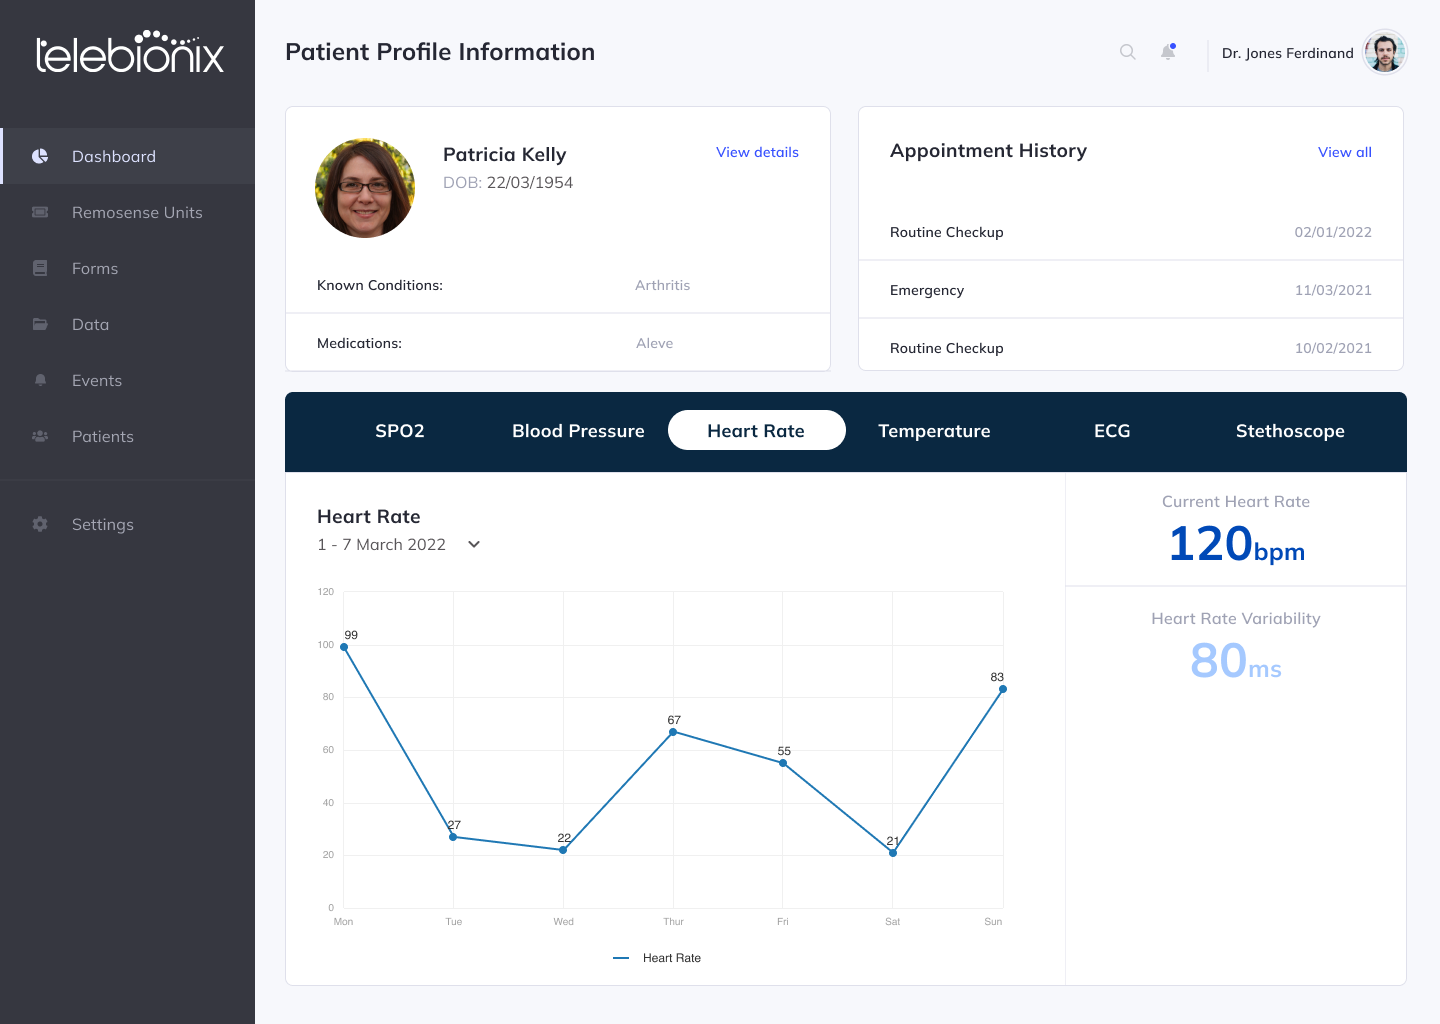 telebionix
Dashboard
Remosense Units
Forms
Data
Events
Patients
Settings
Patient Profile Information
Dr. Jones Ferdinand
Patricia Kelly
View details
DOB: 22/03/1954
Known Conditions: Arthritis
Medications: Aleve
Appointment History
View all
Routine Checkup 02/01/2022
Emergency 11/03/2021
Routine Checkup 10/02/2021
SPO2 Blood Pressure Heart Rate Temperature ECG Stethoscope
Heart Rate
1 - 7 March 2022
120
100
80
60
40
20
0
99
27
22
67
55
21
83
Mon Tue Wed Thur Fri Sat Sun
Heart Rate
Current Heart Rate
120bpm
Heart Rate Variability
80ms